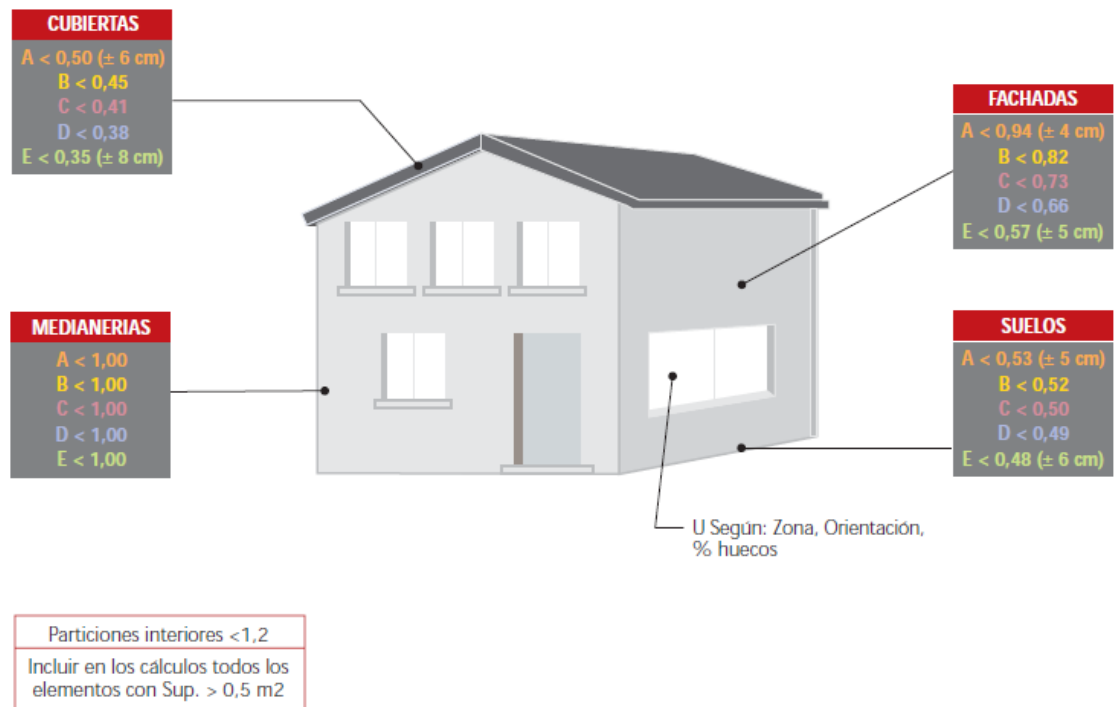 CUBIERTAS
A < 0,50 (± 6 cm)
B < 0,45
C < 0,41
D < 0,38
E < 0,35 (± 8 cm)
FACHADAS
A < 0,94 (± 4 cm)
B < 0,82
C < 0,73
D < 0,66
E < 0,57 (± 5 cm)
MEDIANERIAS
A < 1,00
B < 1,00
C < 1,00
D < 1,00
E < 1,00
SUELOS
A < 0,53 (± 5 cm)
B < 0,52
C < 0,50
D < 0,49
E < 0,48 (± 6 cm)
U Según: Zona, Orientación,
% huecos
Particiones interiores <1,2
Incluir en los cálculos todos los
elementos con Sup. > 0,5 m2